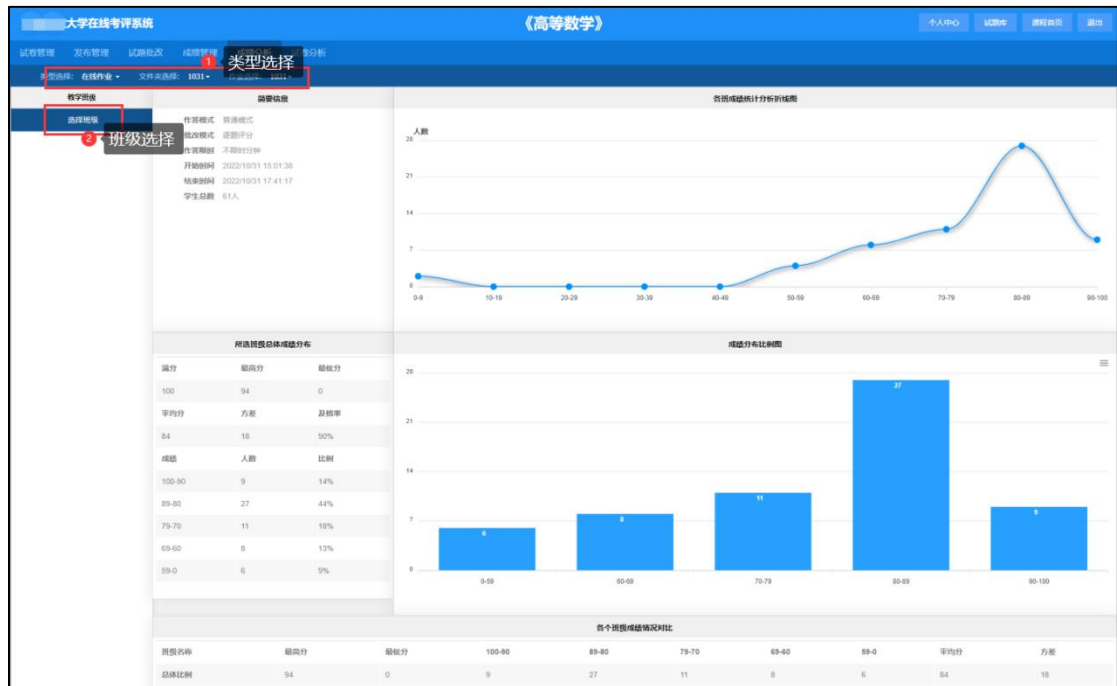 大学在线考评系统
《高等数学》
个人中心 试题库 课程首页 退出
试卷管理 发布管理 试题批改 成绩管理 成绩分析 试卷分析
1 类型选择
类型选择: 在线作业 文件夹选择: 1031 作业选择: 1031
教学班级
选择班级
2 班级选择
简要信息
作答模式 普通模式
批改模式 逐题评分
作答限时 不限时分钟
开始时间 2022/10/31 15:01:38
结束时间 2022/10/31 17:41:17
学生总数 61人
各班成绩统计分析折线图
人数
28
21
14
7
0
0-9 10-19 20-29 30-39 40-49 50-59 60-69 70-79 80-89 90-100
所选班级总体成绩分布
满分 最高分 最低分
100 94 0
平均分 方差 及格率
84 18 90%
成绩 人数 比例
100-90 9 14%
89-80 27 44%
79-70 11 18%
69-60 8 13%
59-0 6 9%
成绩分布比例图
28
21
14
7
0
6 8 11 27 9
0-59 60-69 70-79 80-89 90-100
各个班级成绩情况对比
班级名称 最高分 最低分 100-90 89-80 79-70 69-60 59-0 平均分 方差
总体比例 94 0 9 27 11 8 6 84 18